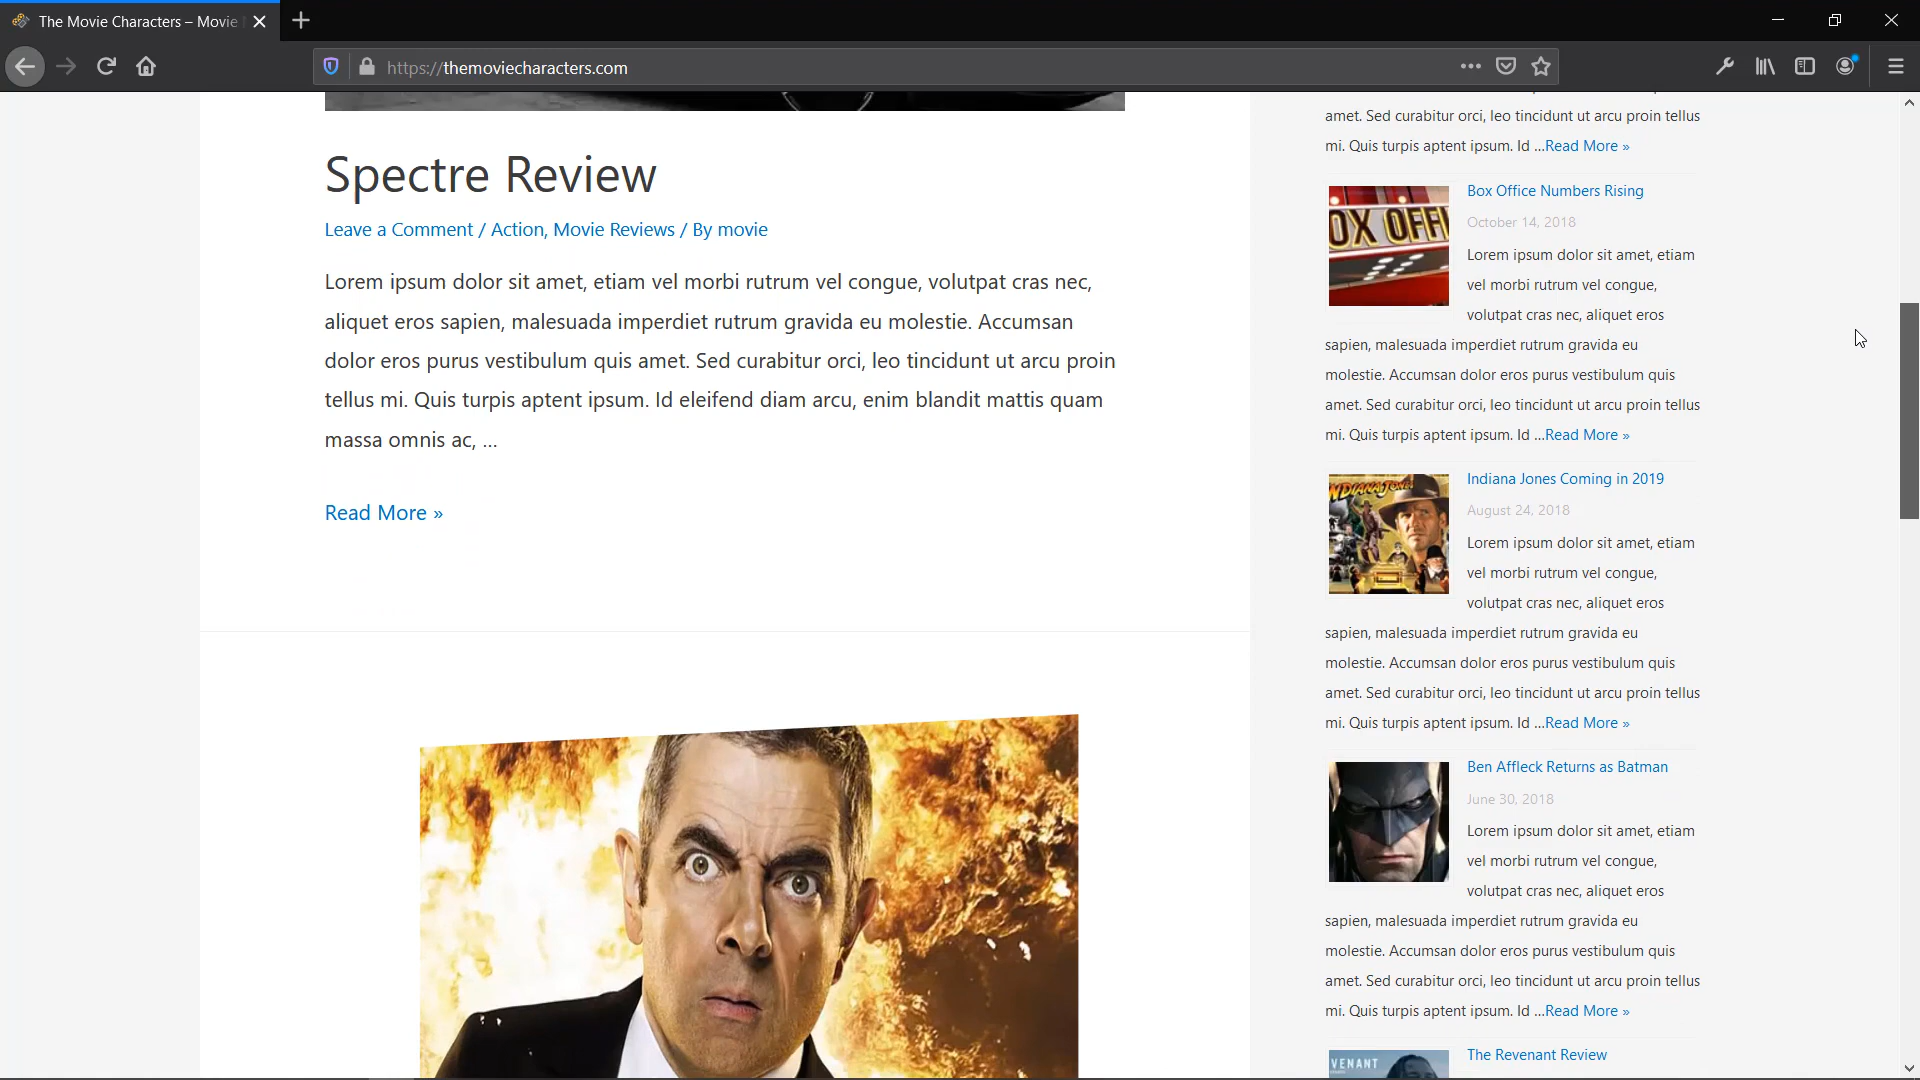 The Movie Characters – Movie
https://themoviecharacters.com
Spectre Review
Leave a Comment / Action, Movie Reviews / By movie
Lorem ipsum dolor sit amet, etiam vel morbi rutrum vel congue, volutpat cras nec,
aliquet eros sapien, malesuada imperdiet rutrum gravida eu molestie. Accumsan
dolor eros purus vestibulum quis amet. Sed curabitur orci, leo tincidunt ut arcu proin
tellus mi. Quis turpis aptent ipsum. Id eleifend diam arcu, enim blandit mattis quam
massa omnis ac, …
Read More »
amet. Sed curabitur orci, leo tincidunt ut arcu proin tellus
mi. Quis turpis aptent ipsum. Id ...Read More »
OX OFFI
Box Office Numbers Rising
October 14, 2018
Lorem ipsum dolor sit amet, etiam
vel morbi rutrum vel congue,
volutpat cras nec, aliquet eros
sapien, malesuada imperdiet rutrum gravida eu
molestie. Accumsan dolor eros purus vestibulum quis
amet. Sed curabitur orci, leo tincidunt ut arcu proin tellus
mi. Quis turpis aptent ipsum. Id ...Read More »
NDIANA JONES
Indiana Jones Coming in 2019
August 24, 2018
Lorem ipsum dolor sit amet, etiam
vel morbi rutrum vel congue,
volutpat cras nec, aliquet eros
sapien, malesuada imperdiet rutrum gravida eu
molestie. Accumsan dolor eros purus vestibulum quis
amet. Sed curabitur orci, leo tincidunt ut arcu proin tellus
mi. Quis turpis aptent ipsum. Id ...Read More »
Ben Affleck Returns as Batman
June 30, 2018
Lorem ipsum dolor sit amet, etiam
vel morbi rutrum vel congue,
volutpat cras nec, aliquet eros
sapien, malesuada imperdiet rutrum gravida eu
molestie. Accumsan dolor eros purus vestibulum quis
amet. Sed curabitur orci, leo tincidunt ut arcu proin tellus
mi. Quis turpis aptent ipsum. Id ...Read More »
VENANT
The Revenant Review